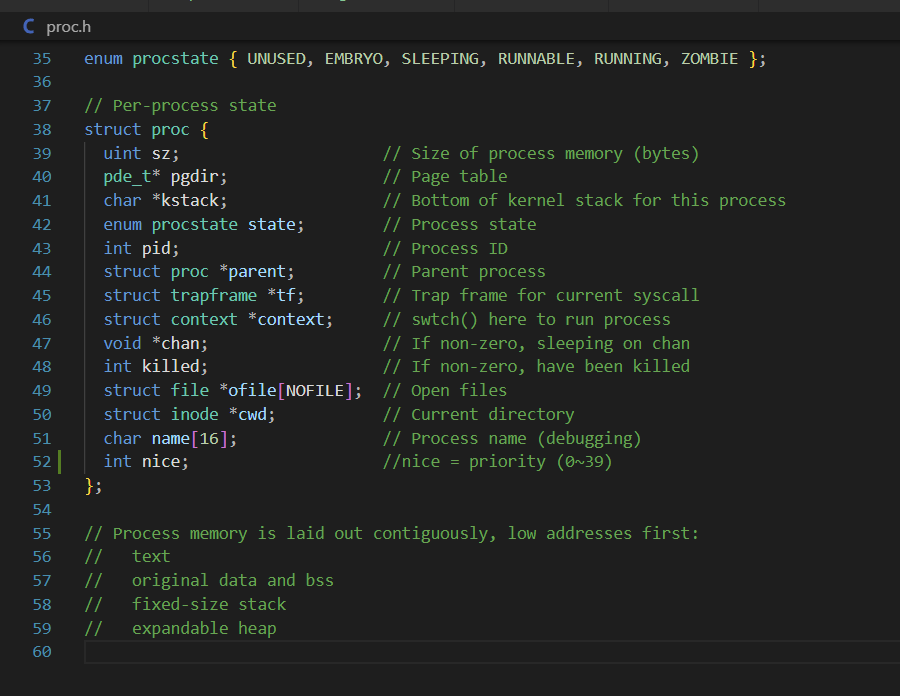 C proc.h
35 enum procstate { UNUSED, EMBRYO, SLEEPING, RUNNABLE, RUNNING, ZOMBIE };
36
37 // Per-process state
38 struct proc {
39   uint sz;                     // Size of process memory (bytes)
40   pde_t* pgdir;                // Page table
41   char *kstack;                // Bottom of kernel stack for this process
42   enum procstate state;        // Process state
43   int pid;                     // Process ID
44   struct proc *parent;         // Parent process
45   struct trapframe *tf;        // Trap frame for current syscall
46   struct context *context;     // swtch() here to run process
47   void *chan;                  // If non-zero, sleeping on chan
48   int killed;                  // If non-zero, have been killed
49   struct file *ofile[NOFILE];  // Open files
50   struct inode *cwd;           // Current directory
51   char name[16];               // Process name (debugging)
52   int nice;                    //nice = priority (0~39)
53 };
54
55 // Process memory is laid out contiguously, low addresses first:
56 //   text
57 //   original data and bss
58 //   fixed-size stack
59 //   expandable heap
60